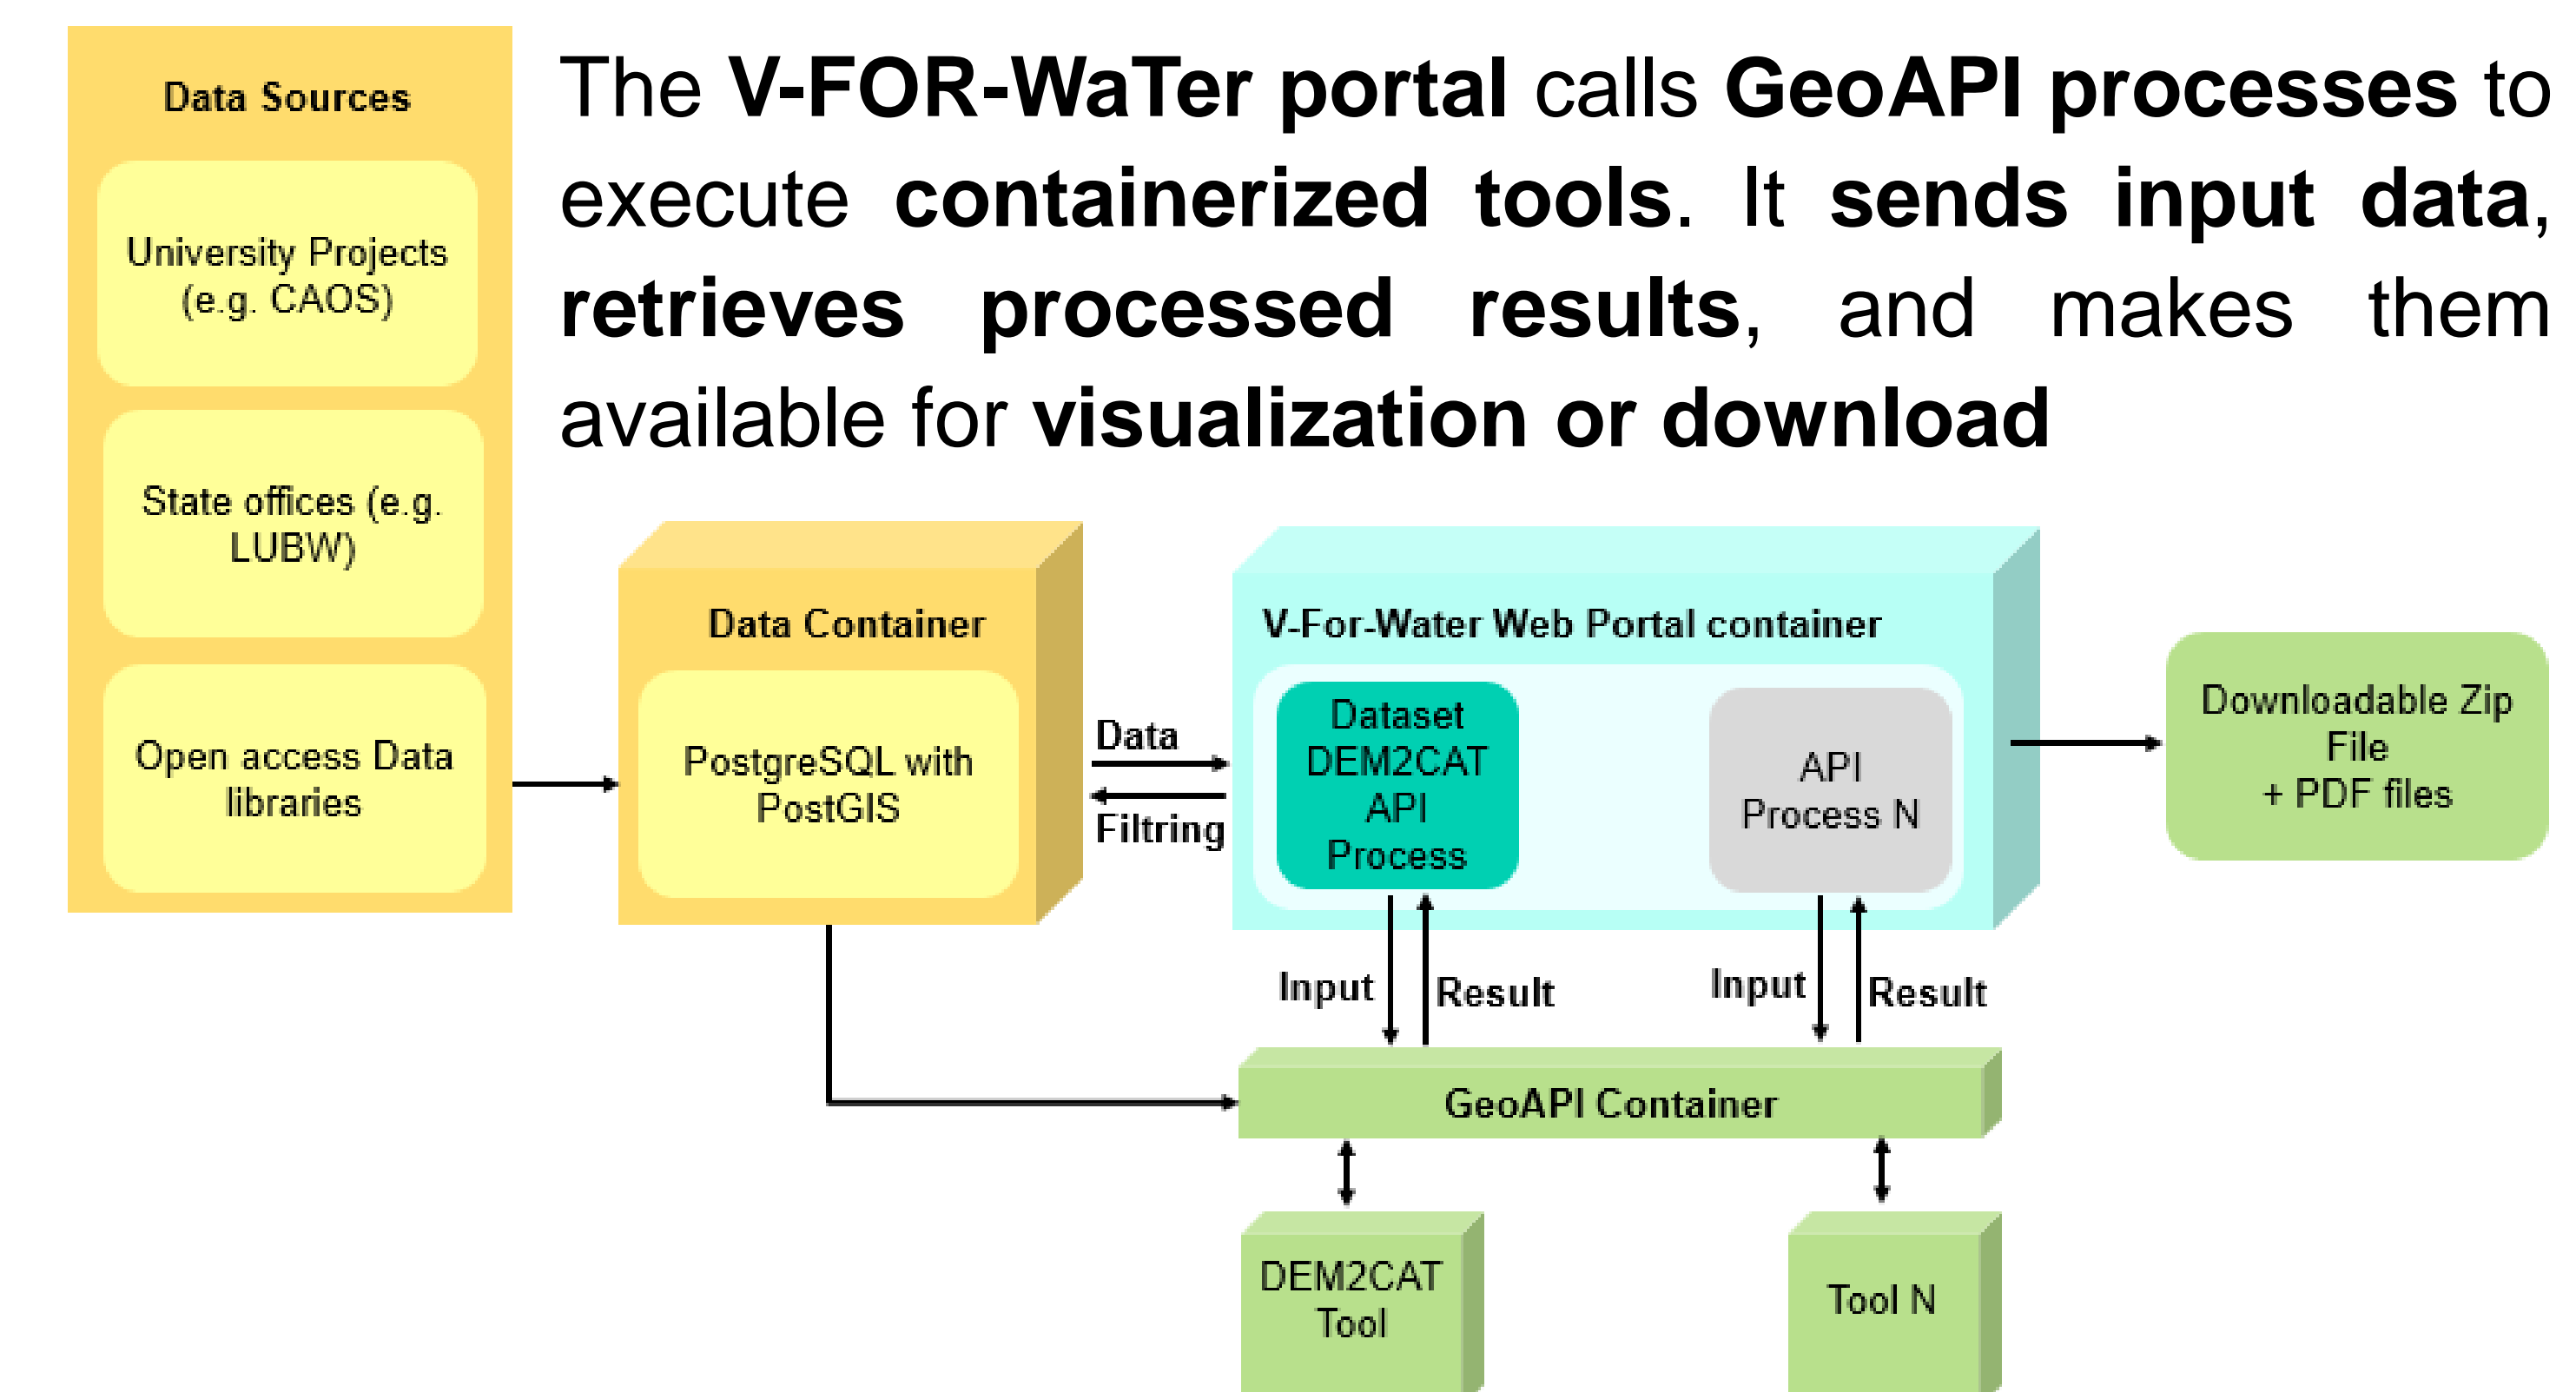 The V-FOR-WaTer portal calls GeoAPI processes to
execute containerized tools. It sends input data,
retrieves processed results, and makes them
available for visualization or download
Data Sources
University Projects
(e.g. CAOS)
State offices (e.g.
LUBW)
Open access Data
libraries
Data Container
PostgreSQL with
PostGIS
Data
Filtring
V-For-Water Web Portal container
Dataset
DEM2CAT
API
Process
API
Process N
Downloadable Zip
File
+ PDF files
Input
Result
Input
Result
GeoAPI Container
DEM2CAT
Tool
Tool N